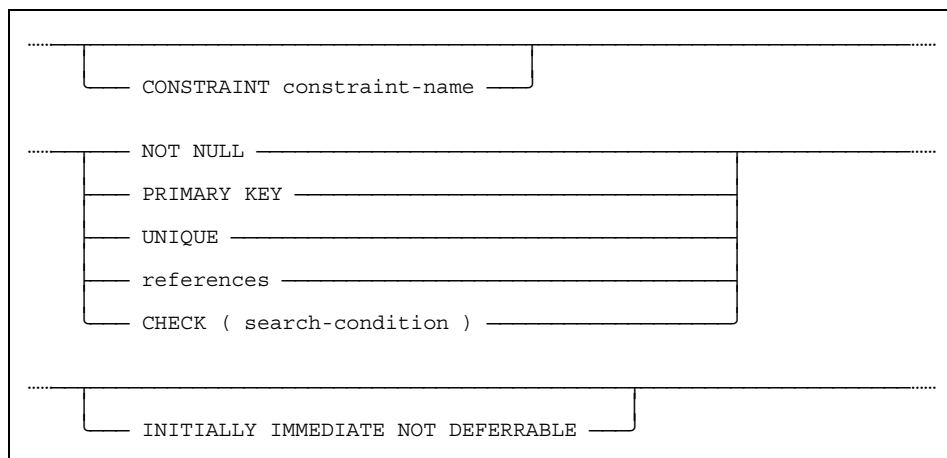 CONSTRAINT constraint-name
NOT NULL
PRIMARY KEY
UNIQUE
references
CHECK ( search-condition )
INITIALLY IMMEDIATE NOT DEFERRABLE